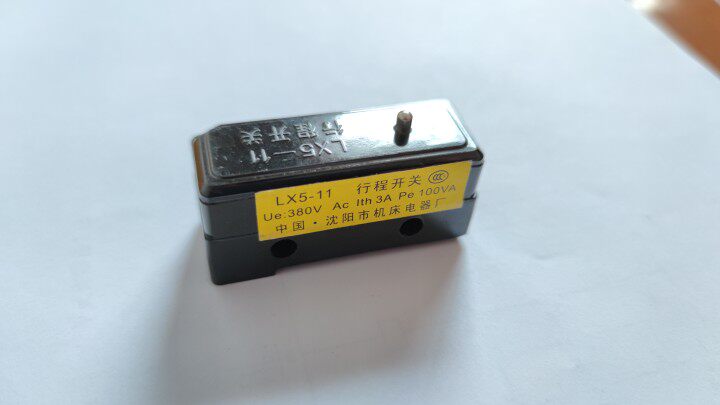 LX5—11
行程开关
LX5-11 行程开关 CCC
Ue:380V Ac Ith 3A Pe 100VA
中国·沈阳市机床电器厂